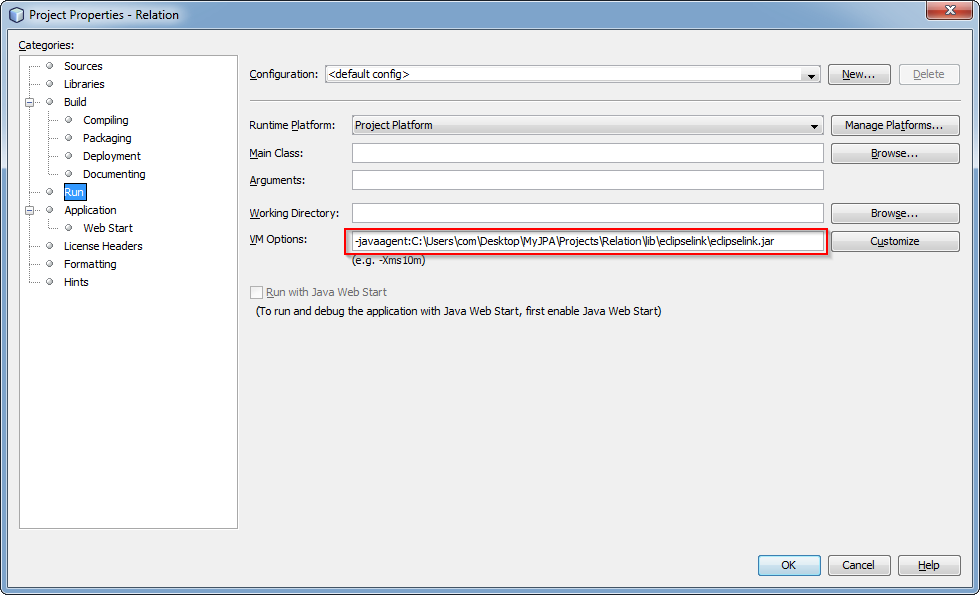 Project Properties - Relation
Categories:
Sources
Libraries
Build
Compiling
Packaging
Deployment
Documenting
Run
Application
Web Start
License Headers
Formatting
Hints
Configuration: <default config> New... Delete
Runtime Platform: Project Platform Manage Platforms...
Main Class: Browse...
Arguments:
Working Directory: Browse...
VM Options: -javaagent:C:\Users\com\Desktop\MyJPA\Projects\Relation\lib\eclipselink\eclipselink.jar Customize
(e.g. -Xms10m)
Run with Java Web Start
(To run and debug the application with Java Web Start, first enable Java Web Start)
OK Cancel Help